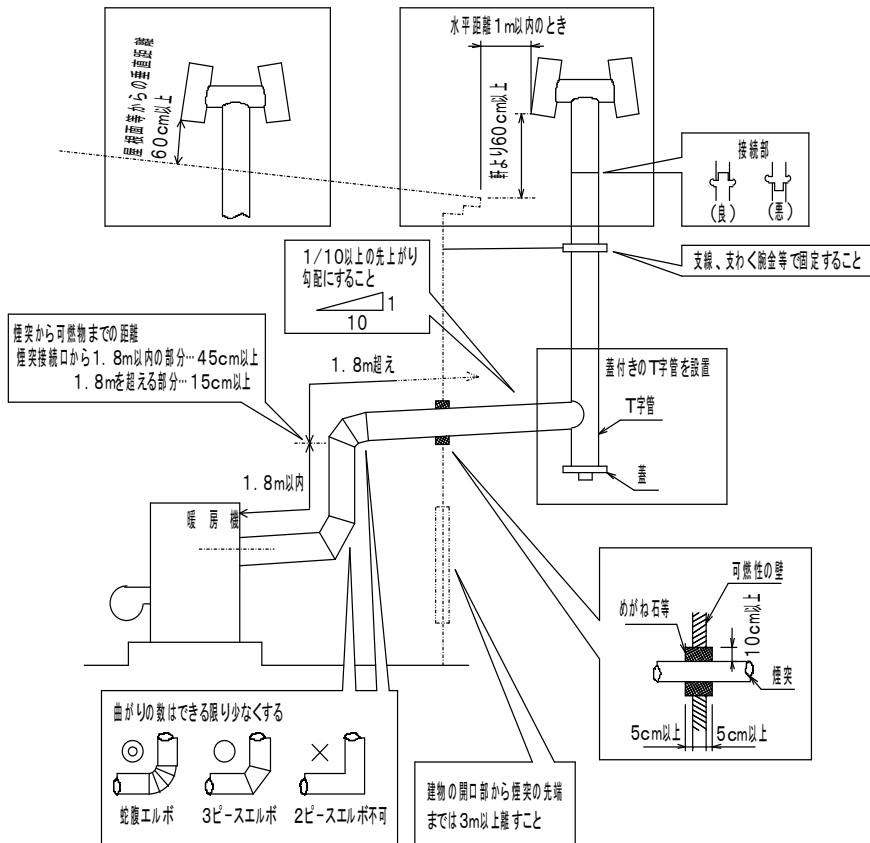 屋根面等からの垂直距離
60cm以上
水平距離1m以内のとき
軒より60cm以上
接続部
(良)
(悪)
支線、支わく腕金等で固定すること
1/10以上の先上がり
勾配にすること
1
10
煙突から可燃物までの距離
煙突接続口から1.8m以内の部分…45cm以上
1.8mを超える部分…15cm以上
1.8m超え
1.8m以内
暖房機
蓋付きのT字管を設置
T字管
蓋
可燃性の壁
めがね石等
10cm以上
煙突
5cm以上
5cm以上
曲がりの数はできる限り少なくする
◎
○
×
蛇腹エルボ
3ピースエルボ
2ピースエルボ不可
建物の開口部から煙突の先端
までは3m以上離すこと